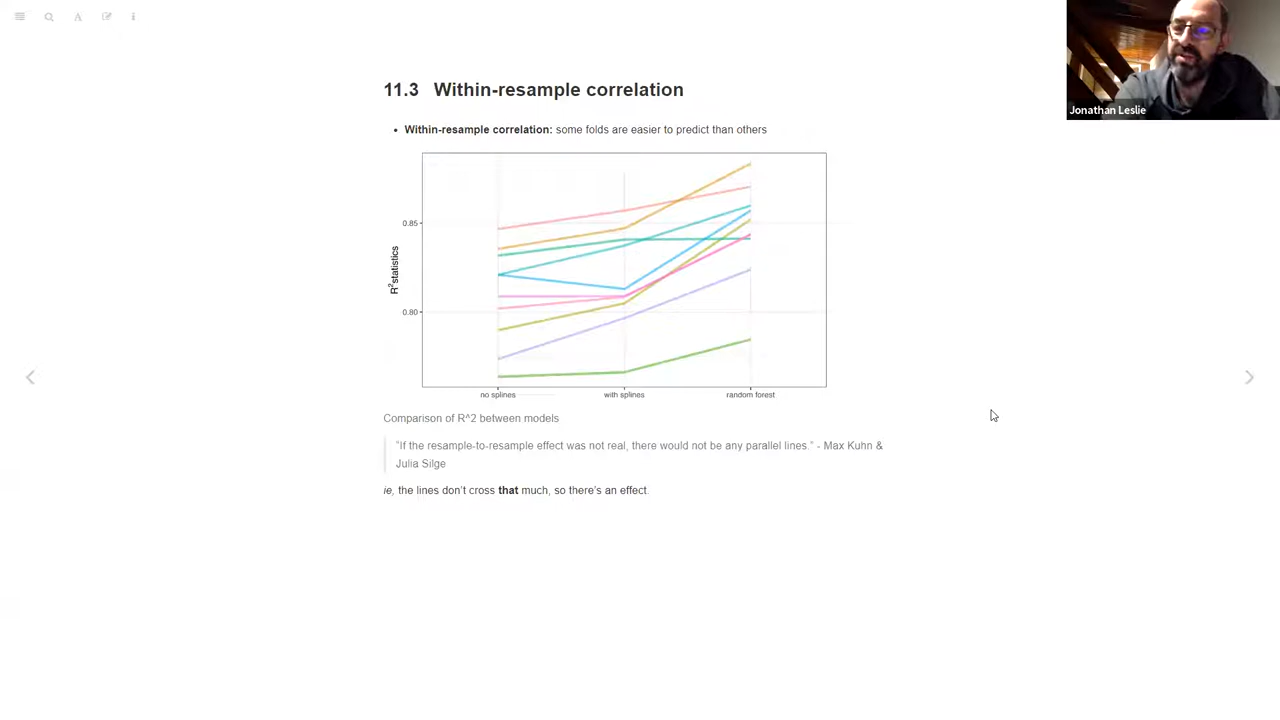 Jonathan Leslie
11.3 Within-resample correlation
• Within-resample correlation: some folds are easier to predict than others
R²statistics
0.85
0.80
no splines
with splines
random forest
Comparison of R^2 between models
"If the resample-to-resample effect was not real, there would not be any parallel lines." - Max Kuhn &
Julia Silge
ie, the lines don't cross that much, so there's an effect.